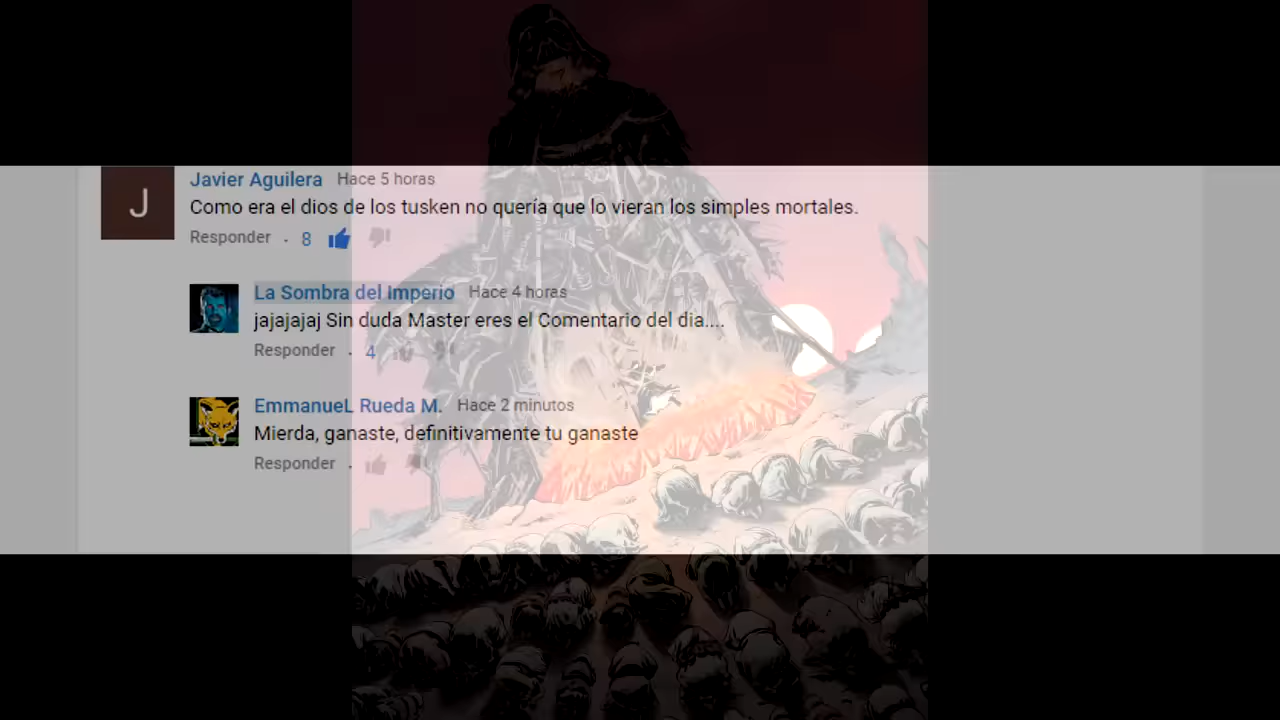 J
Javier Aguilera Hace 5 horas
Como era el dios de los tusken no quería que lo vieran los simples mortales.
Responder · 8
La Sombra del Imperio Hace 4 horas
jajajajaj Sin duda Master eres el Comentario del dia....
Responder · 4
EmmanueL Rueda M. Hace 2 minutos
Mierda, ganaste, definitivamente tu ganaste
Responder ·